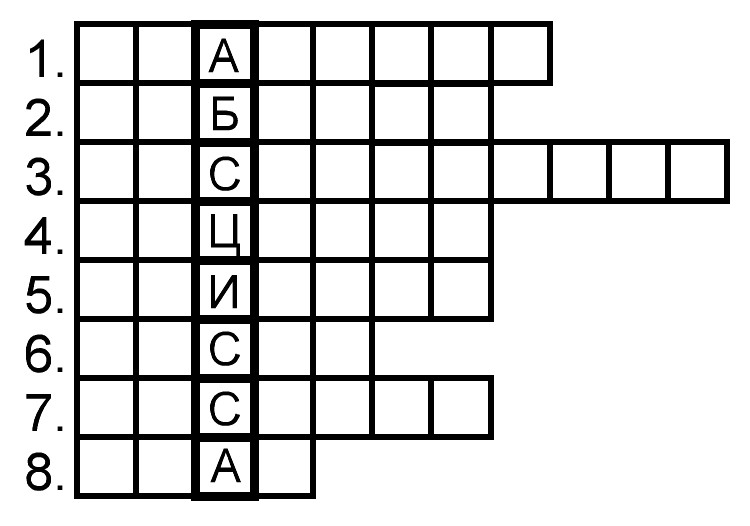 1. А
2. Б
3. С
4. Ц
5. И
6. С
7. С
8. А